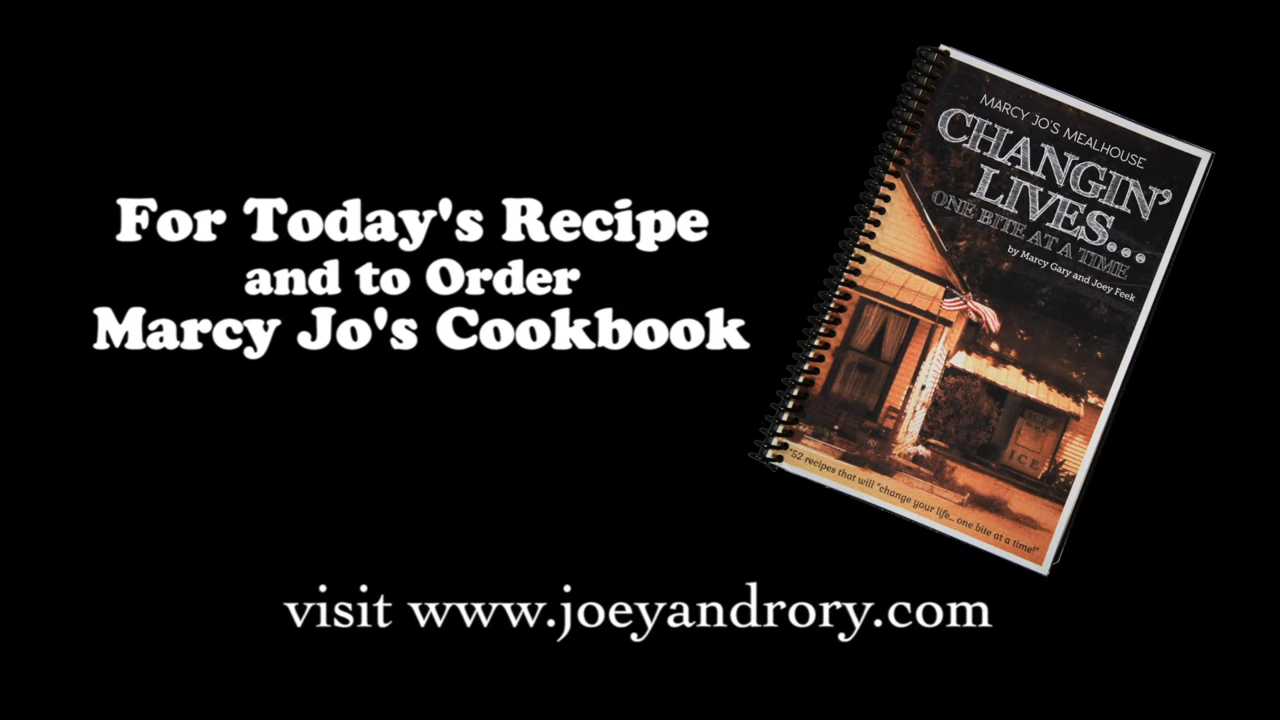 For Today's Recipe
and to Order
Marcy Jo's Cookbook
MARCY JO'S MEALHOUSE
CHANGIN'
LIVES...
ONE BITE AT A TIME
by Marcy Gary and Joey Feek
ICE
"52 recipes that will "change your life... one bite at a time!"
visit www.joeyandrory.com